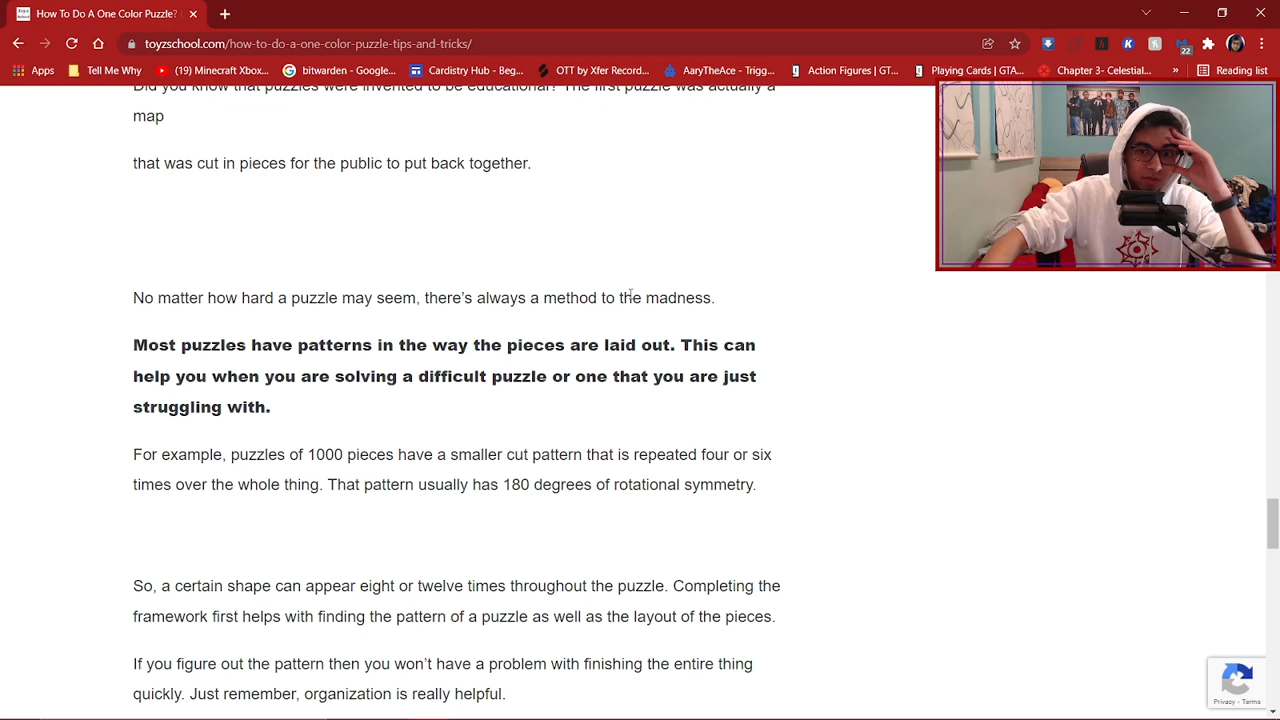 How To Do A One Color Puzzle?
toyzschool.com/how-to-do-a-one-color-puzzle-tips-and-tricks/
22
Apps
Tell Me Why
(19) Minecraft Xbox...
bitwarden - Google...
Cardistry Hub - Beg...
OTT by Xfer Record...
AaryTheAce - Trigg...
Action Figures | GT...
Playing Cards | GTA...
Chapter 3- Celestial...
»
Reading list
Did you know that puzzles were invented to be educational? The first puzzle was actually a
map
that was cut in pieces for the public to put back together.
No matter how hard a puzzle may seem, there's always a method to the madness.
Most puzzles have patterns in the way the pieces are laid out. This can
help you when you are solving a difficult puzzle or one that you are just
struggling with.
For example, puzzles of 1000 pieces have a smaller cut pattern that is repeated four or six
times over the whole thing. That pattern usually has 180 degrees of rotational symmetry.
So, a certain shape can appear eight or twelve times throughout the puzzle. Completing the
framework first helps with finding the pattern of a puzzle as well as the layout of the pieces.
If you figure out the pattern then you won't have a problem with finishing the entire thing
quickly. Just remember, organization is really helpful.
Privacy - Terms